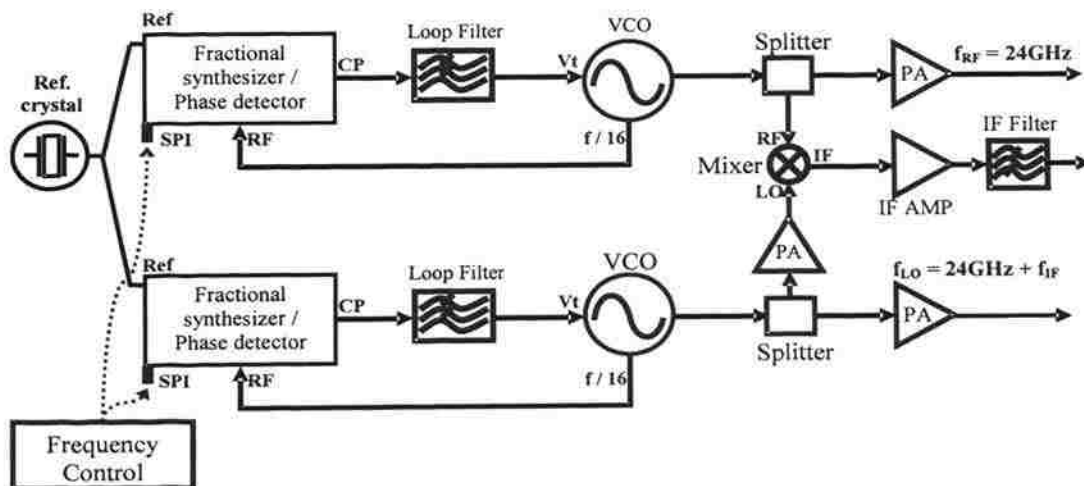 Ref
Fractional
synthesizer /
Phase detector
CP
Loop Filter
Vt
VCO
Splitter
PA
f_RF = 24GHz
Ref.
crystal
SPI
RF
f / 16
RF
Mixer
IF
LO
IF AMP
IF Filter
PA
Ref
Fractional
synthesizer /
Phase detector
CP
Loop Filter
Vt
VCO
Splitter
PA
f_LO = 24GHz + f_IF
SPI
RF
f / 16
Frequency
Control